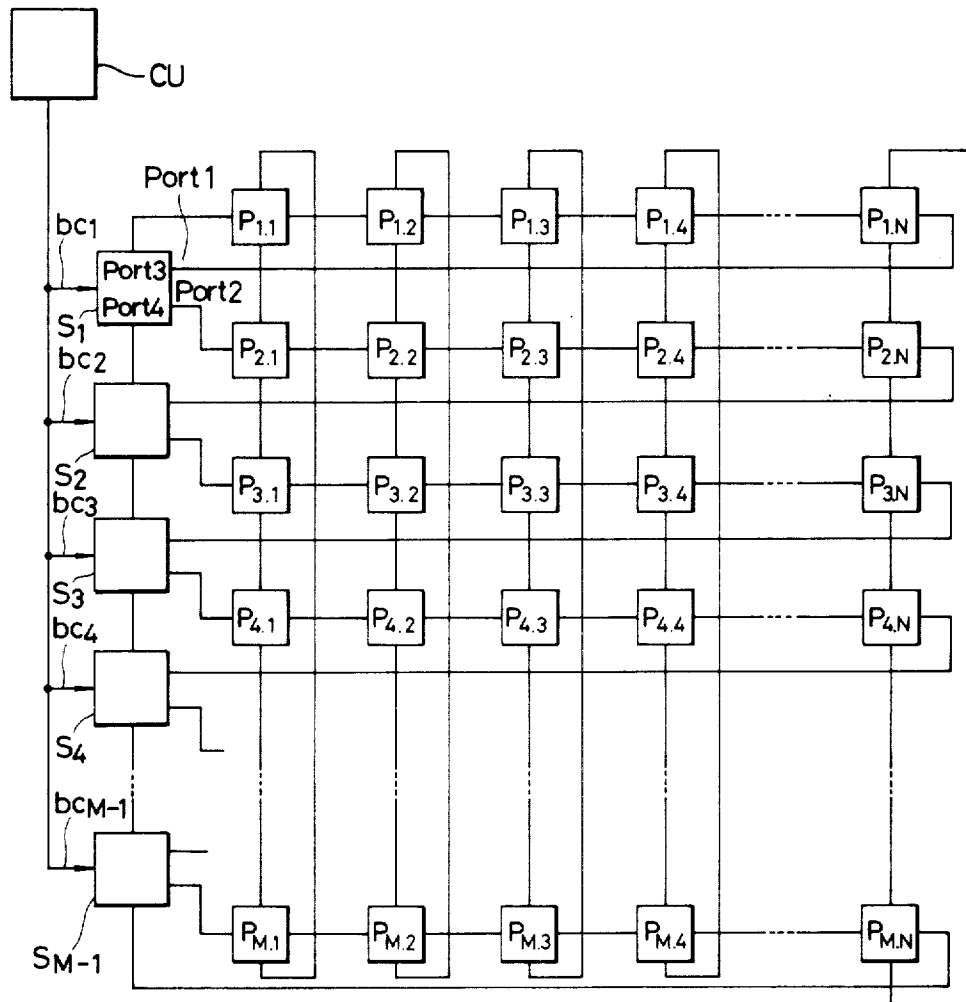 CU
Port1
P1.1 P1.2 P1.3 P1.4 P1.N
bc1
Port3
Port2
Port4
S1
P2.1 P2.2 P2.3 P2.4 P2.N
bc2
S2
P3.1 P3.2 P3.3 P3.4 P3.N
bc3
S3
P4.1 P4.2 P4.3 P4.4 P4.N
bc4
S4
bcM-1
PM.1 PM.2 PM.3 PM.4 PM.N
SM-1